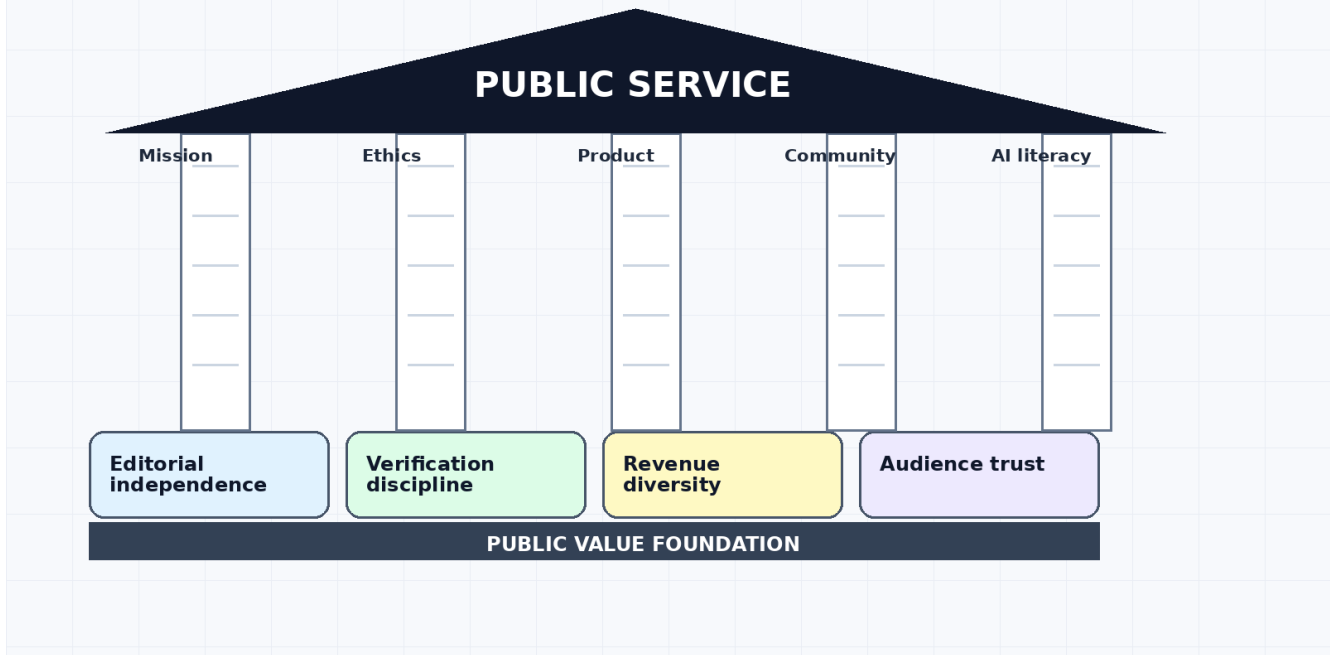 PUBLIC SERVICE
Mission
Ethics
Product
Community
AI literacy
Editorial
independence
Verification
discipline
Revenue
diversity
Audience trust
PUBLIC VALUE FOUNDATION